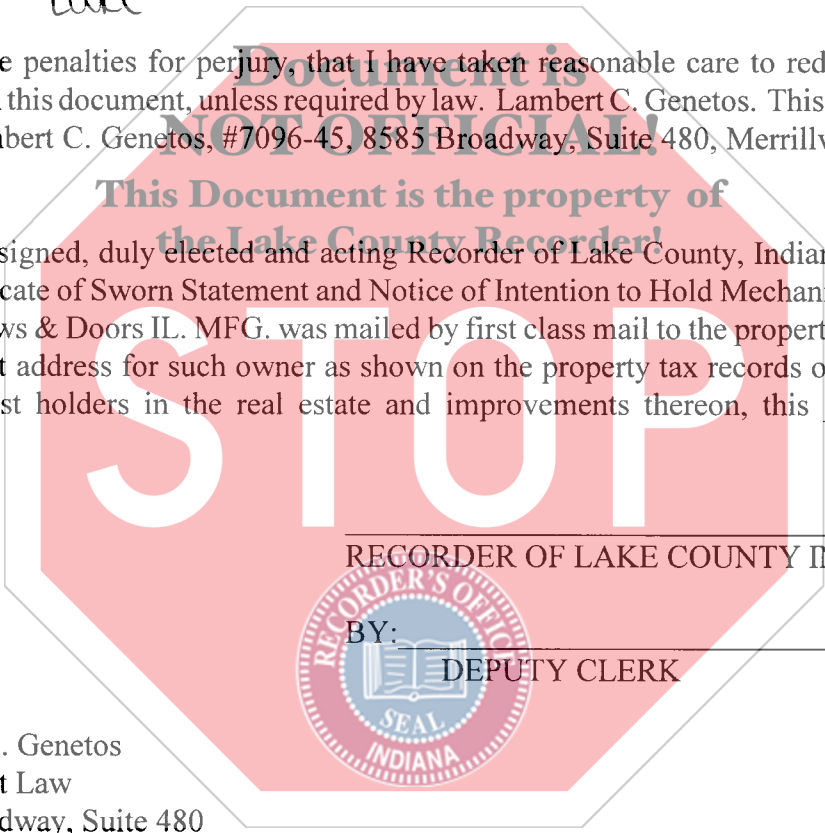 Lake
e penalties for perjury, that I have taken reasonable care to red
this document, unless required by law. Lambert C. Genetos. This
bert C. Genetos, #7096-45, 8585 Broadway, Suite 480, Merrillv
Document is
NOT OFFICIAL!
This Document is the property of
the Lake County Recorder!
signed, duly elected and acting Recorder of Lake County, Indian
cate of Sworn Statement and Notice of Intention to Hold Mechani
ws & Doors IL. MFG. was mailed by first class mail to the propert
t address for such owner as shown on the property tax records o
st holders in the real estate and improvements thereon, this
STOP
RECORDER OF LAKE COUNTY IN
BY:
DEPUTY CLERK
RECORDER'S OFFICE
SEAL
INDIANA
. Genetos
t Law
dway, Suite 480